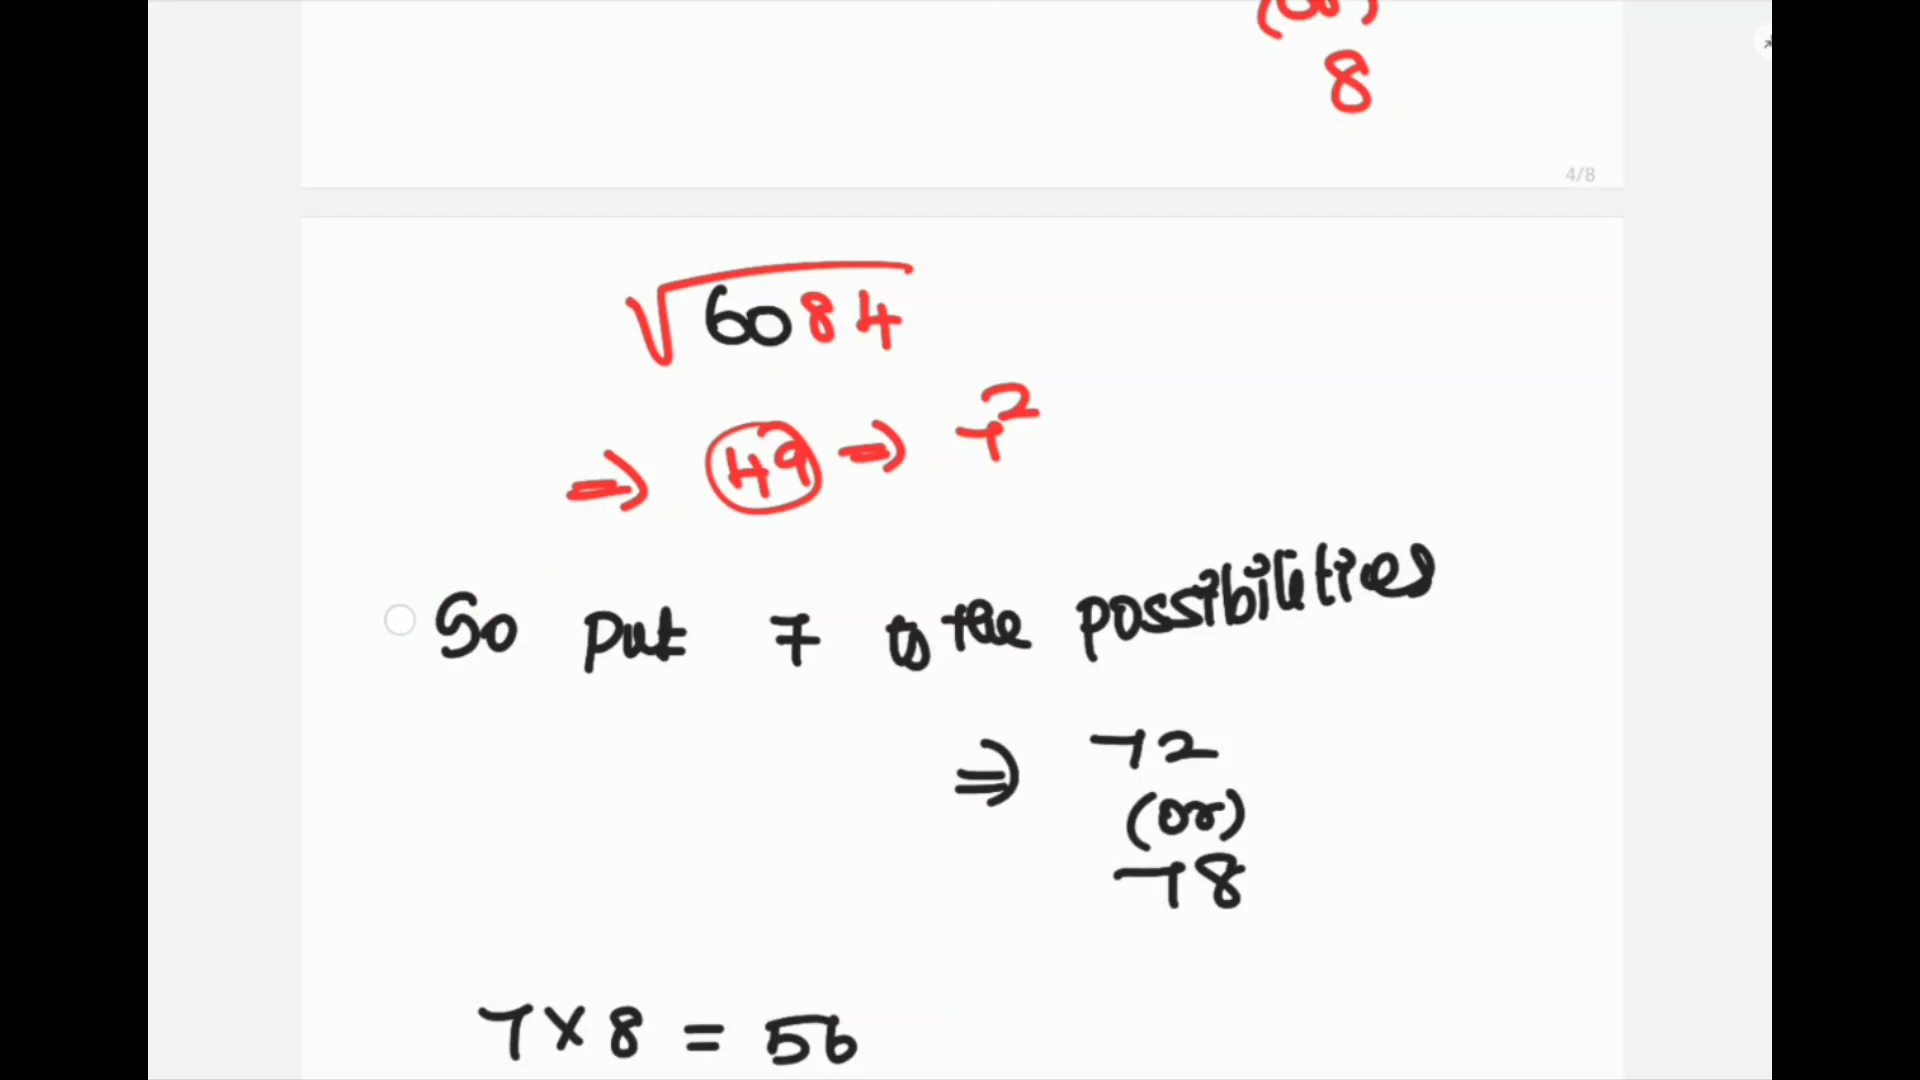 8
4/8
√6084
⇒ 49 ⇒ 7²
So put 7 to the possibilities
⇒ 72
(or)
78
7 × 8 = 56